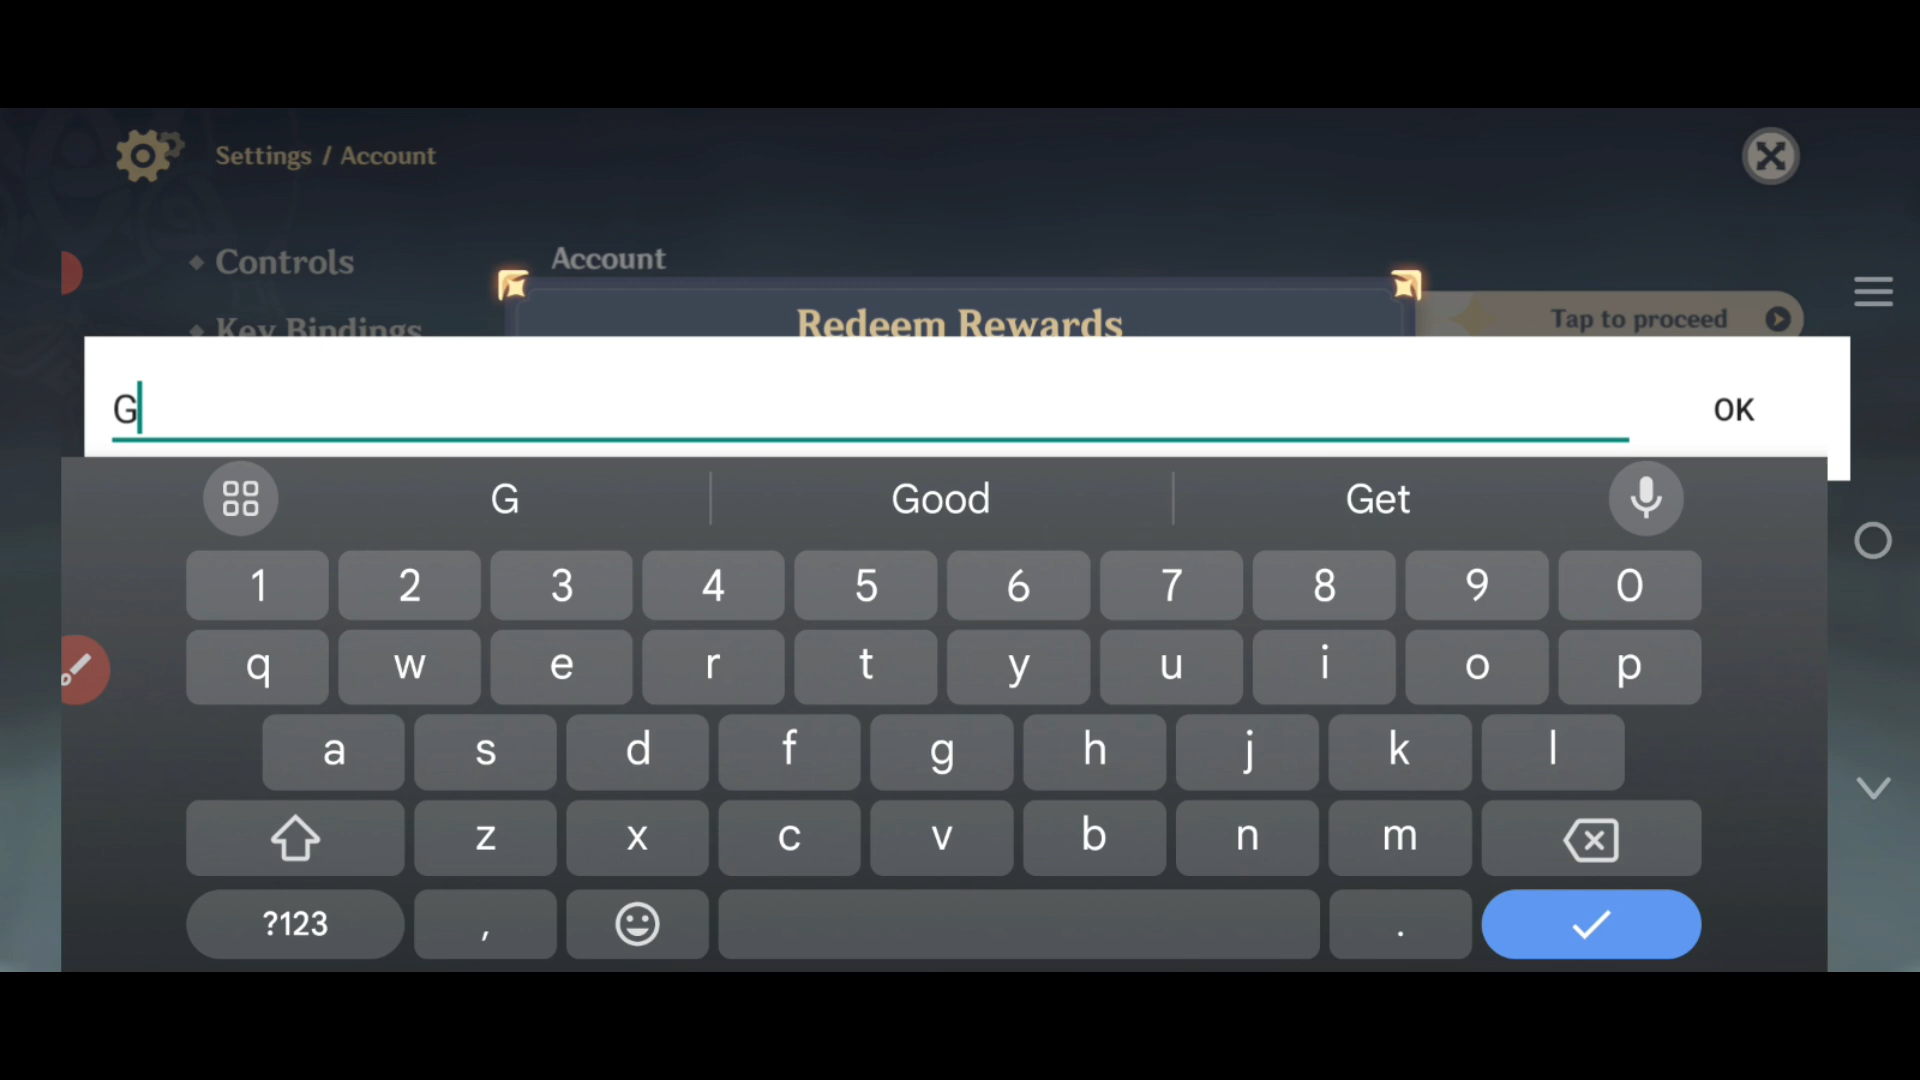 Settings / Account
Controls
Account
Key Bindings
Redeem Rewards
Tap to proceed
G
OK
G Good Get
1 2 3 4 5 6 7 8 9 0
q w e r t y u i o p
a s d f g h j k l
z x c v b n m
?123 , .